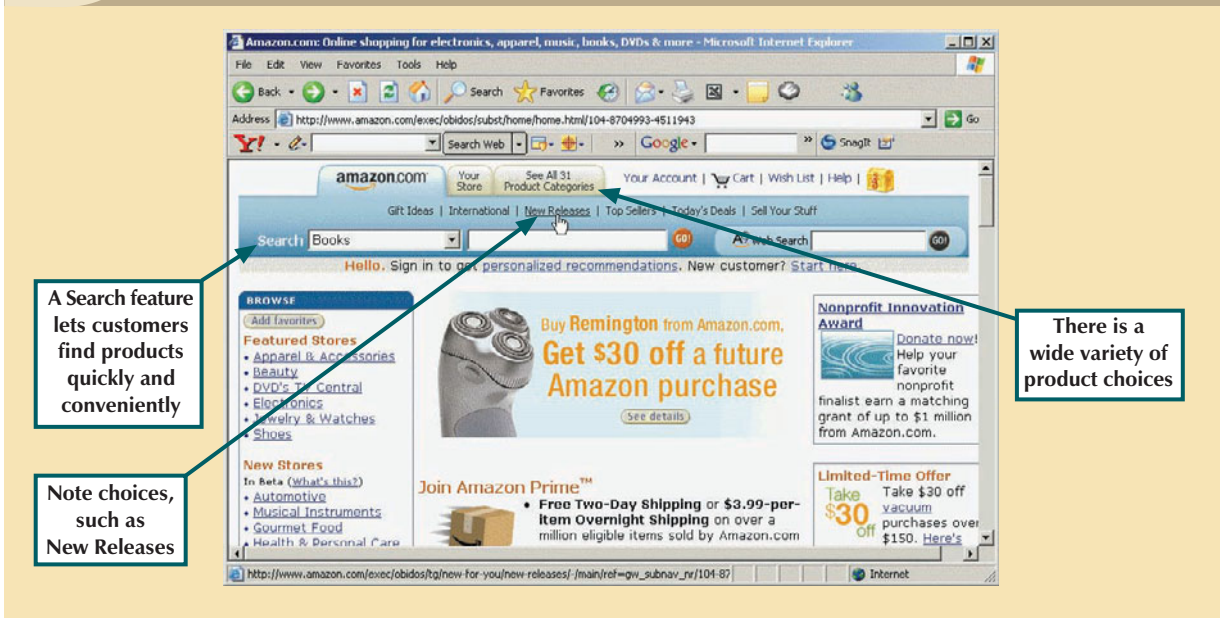 Amazon.com: Online shopping for electronics, apparel, music, books, DVDs & more - Microsoft Internet Explorer
File Edit View Favorites Tools Help
Back Search Favorites
Address http://www.amazon.com/exec/obidos/subst/home/home.html/104-8704993-4511943 Go
Y! Search Web » Google » SnagIt
amazon.com Your Store See All 31 Product Categories Your Account | Cart | Wish List | Help |
Gift Ideas | International | New Releases | Top Sellers | Today's Deals | Sell Your Stuff
Search Books GO! A9 Web Search GO!
Hello. Sign in to get personalized recommendations. New customer? Start here.
A Search feature
lets customers
find products
quickly and
conveniently
Note choices,
such as
New Releases
BROWSE
Add favorites
Featured Stores
• Apparel & Accessories
• Beauty
• DVD's TV Central
• Electronics
• Jewelry & Watches
• Shoes
New Stores
In Beta (What's this?)
• Automotive
• Musical Instruments
• Gourmet Food
• Health & Personal Care
Buy Remington from Amazon.com,
Get $30 off a future
Amazon purchase
See details
Join Amazon Prime™
• Free Two-Day Shipping or $3.99-per-
item Overnight Shipping on over a
million eligible items sold by Amazon.com
Nonprofit Innovation
Award
Donate now!
Help your
favorite
nonprofit
finalist earn a matching
grant of up to $1 million
from Amazon.com.
Limited-Time Offer
Take $30 off
Take $30 off
vacuum
purchases over
$150. Here's
There is a
wide variety of
product choices
http://www.amazon.com/exec/obidos/tg/new-for-you/new-releases/-/main/ref=gw_subnav_nr/104-87 Internet